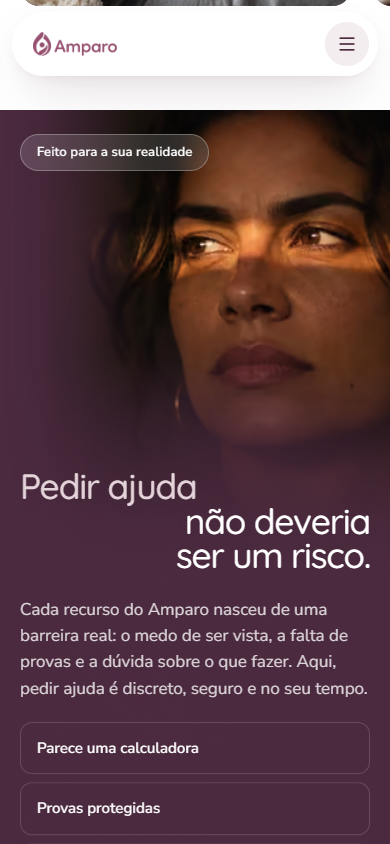 Amparo
Feito para a sua realidade
Pedir ajuda
não deveria
ser um risco.
Cada recurso do Amparo nasceu de uma
barreira real: o medo de ser vista, a falta de
provas e a dúvida sobre o que fazer. Aqui,
pedir ajuda é discreto, seguro e no seu tempo.
Parece uma calculadora
Provas protegidas